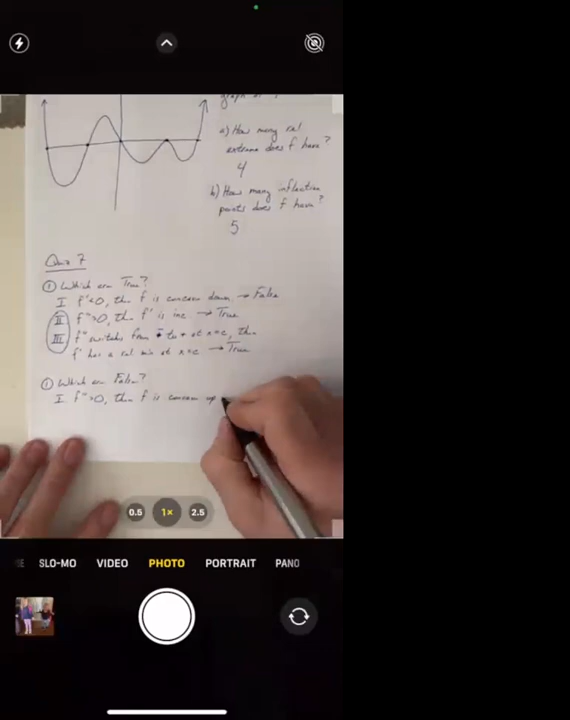 graph of f'
a) How many rel
extrema does f have?
4
b) How many inflection
points does f have?
5
Quiz 7
① Which are True?
I f'<0, then f is concave down → False
II f">0, then f' is inc → True
III f" switches from - to + at x=c, then
f' has a rel min at x=c → True
① Which are False?
I f">0, then f is concave up
0.5 1× 2.5
SLO-MO VIDEO PHOTO PORTRAIT PANO